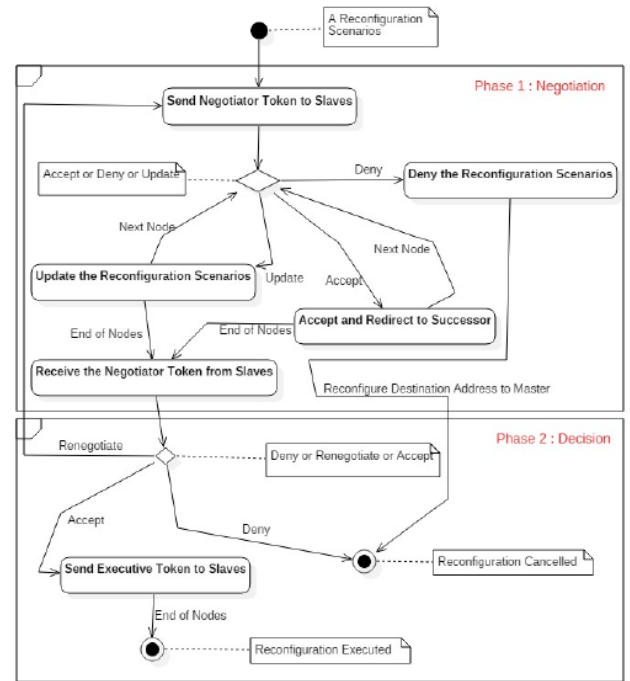 A Reconfiguration
Scenarios
Phase 1 : Negotiation
Send Negotiator Token to Slaves
Accept or Deny or Update
Deny
Deny the Reconfiguration Scenarios
Next Node
Next Node
Update the Reconfiguration Scenarios
Update
Accept
Accept and Redirect to Successor
End of Nodes
End of Nodes
Receive the Negotiator Token from Slaves
Reconfigure Destination Address to Master
Phase 2 : Decision
Renegotiate
Deny or Renegotiate or Accept
Accept
Deny
Send Executive Token to Slaves
Reconfiguration Cancelled
End of Nodes
Reconfiguration Executed